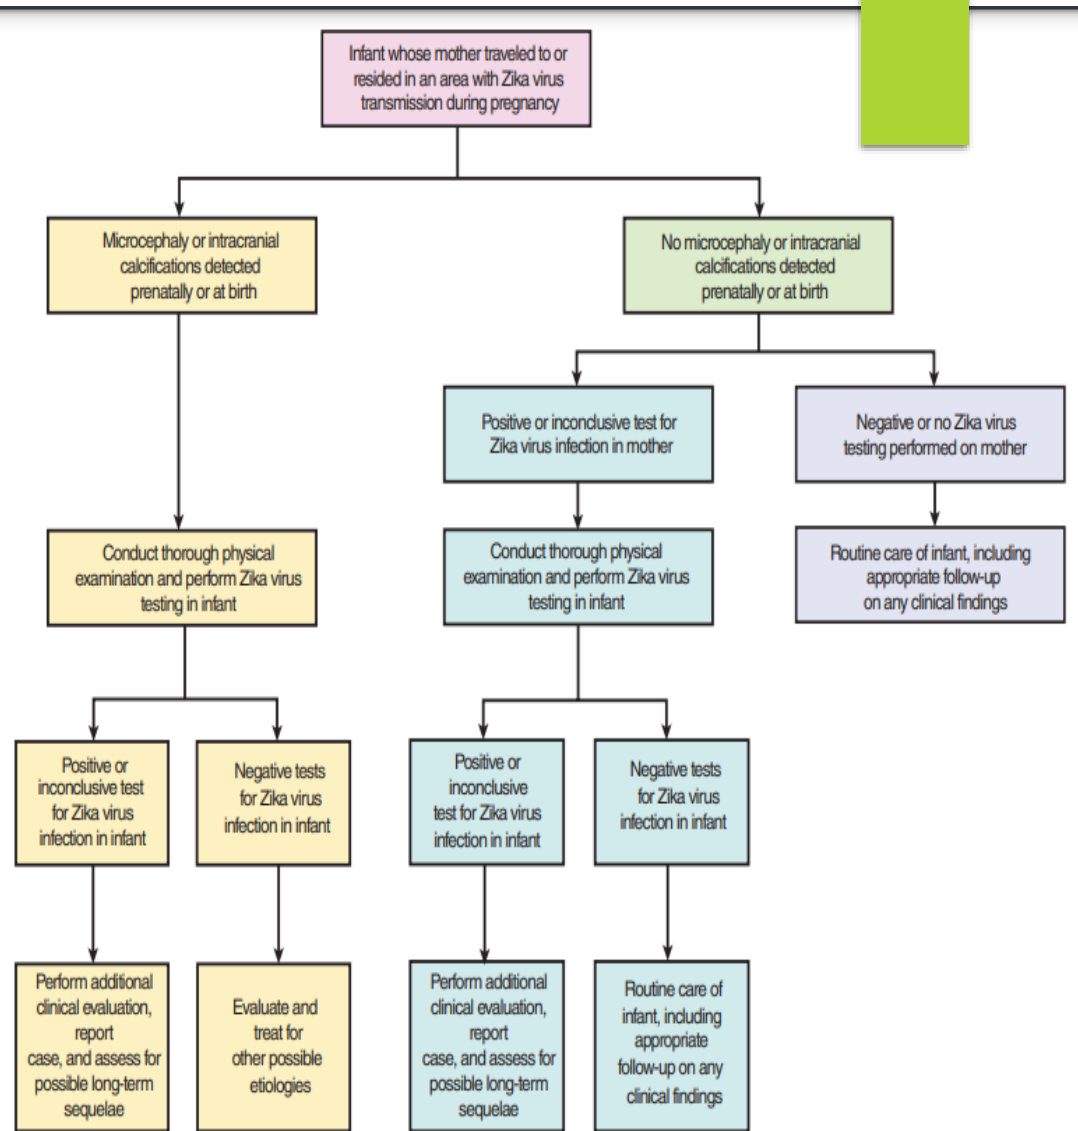 Infant whose mother traveled to or
resided in an area with Zika virus
transmission during pregnancy
Microcephaly or intracranial
calcifications detected
prenatally or at birth
No microcephaly or intracranial
calcifications detected
prenatally or at birth
Positive or inconclusive test for
Zika virus infection in mother
Negative or no Zika virus
testing performed on mother
Conduct thorough physical
examination and perform Zika virus
testing in infant
Conduct thorough physical
examination and perform Zika virus
testing in infant
Routine care of infant, including
appropriate follow-up
on any clinical findings
Positive or
inconclusive test
for Zika virus
infection in infant
Negative tests
for Zika virus
infection in infant
Positive or
inconclusive
test for Zika virus
infection in infant
Negative tests
for Zika virus
infection in infant
Perform additional
clinical evaluation,
report
case, and assess for
possible long-term
sequelae
Evaluate and
treat for
other possible
etiologies
Perform additional
clinical evaluation,
report
case, and assess for
possible long-term
sequelae
Routine care of
infant, including
appropriate
follow-up on any
clinical findings